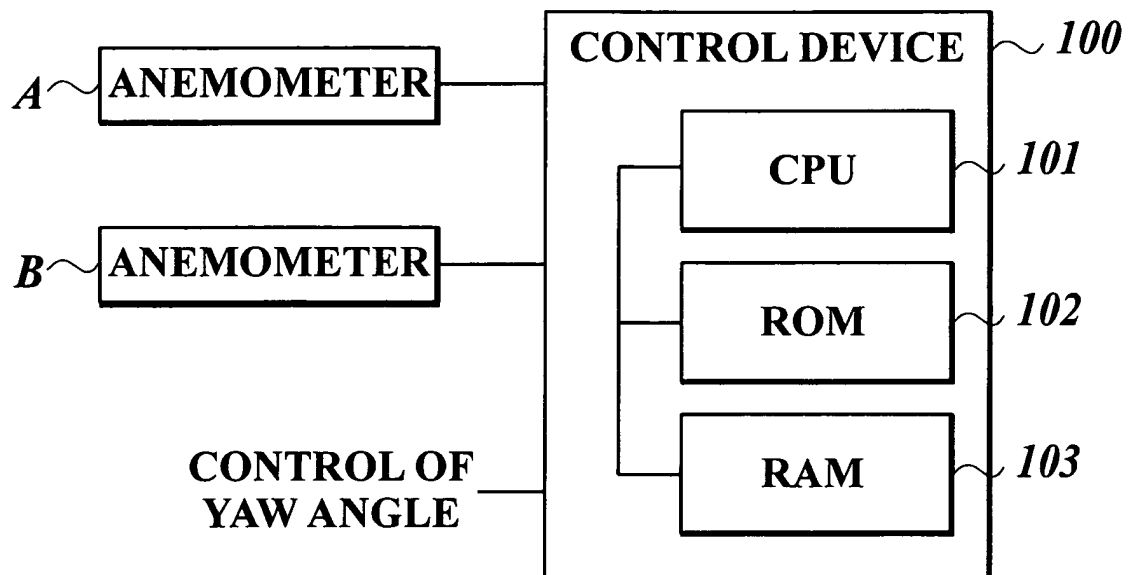 CONTROL DEVICE
100
A
ANEMOMETER
CPU
101
B
ANEMOMETER
ROM
102
CONTROL OF
YAW ANGLE
RAM
103